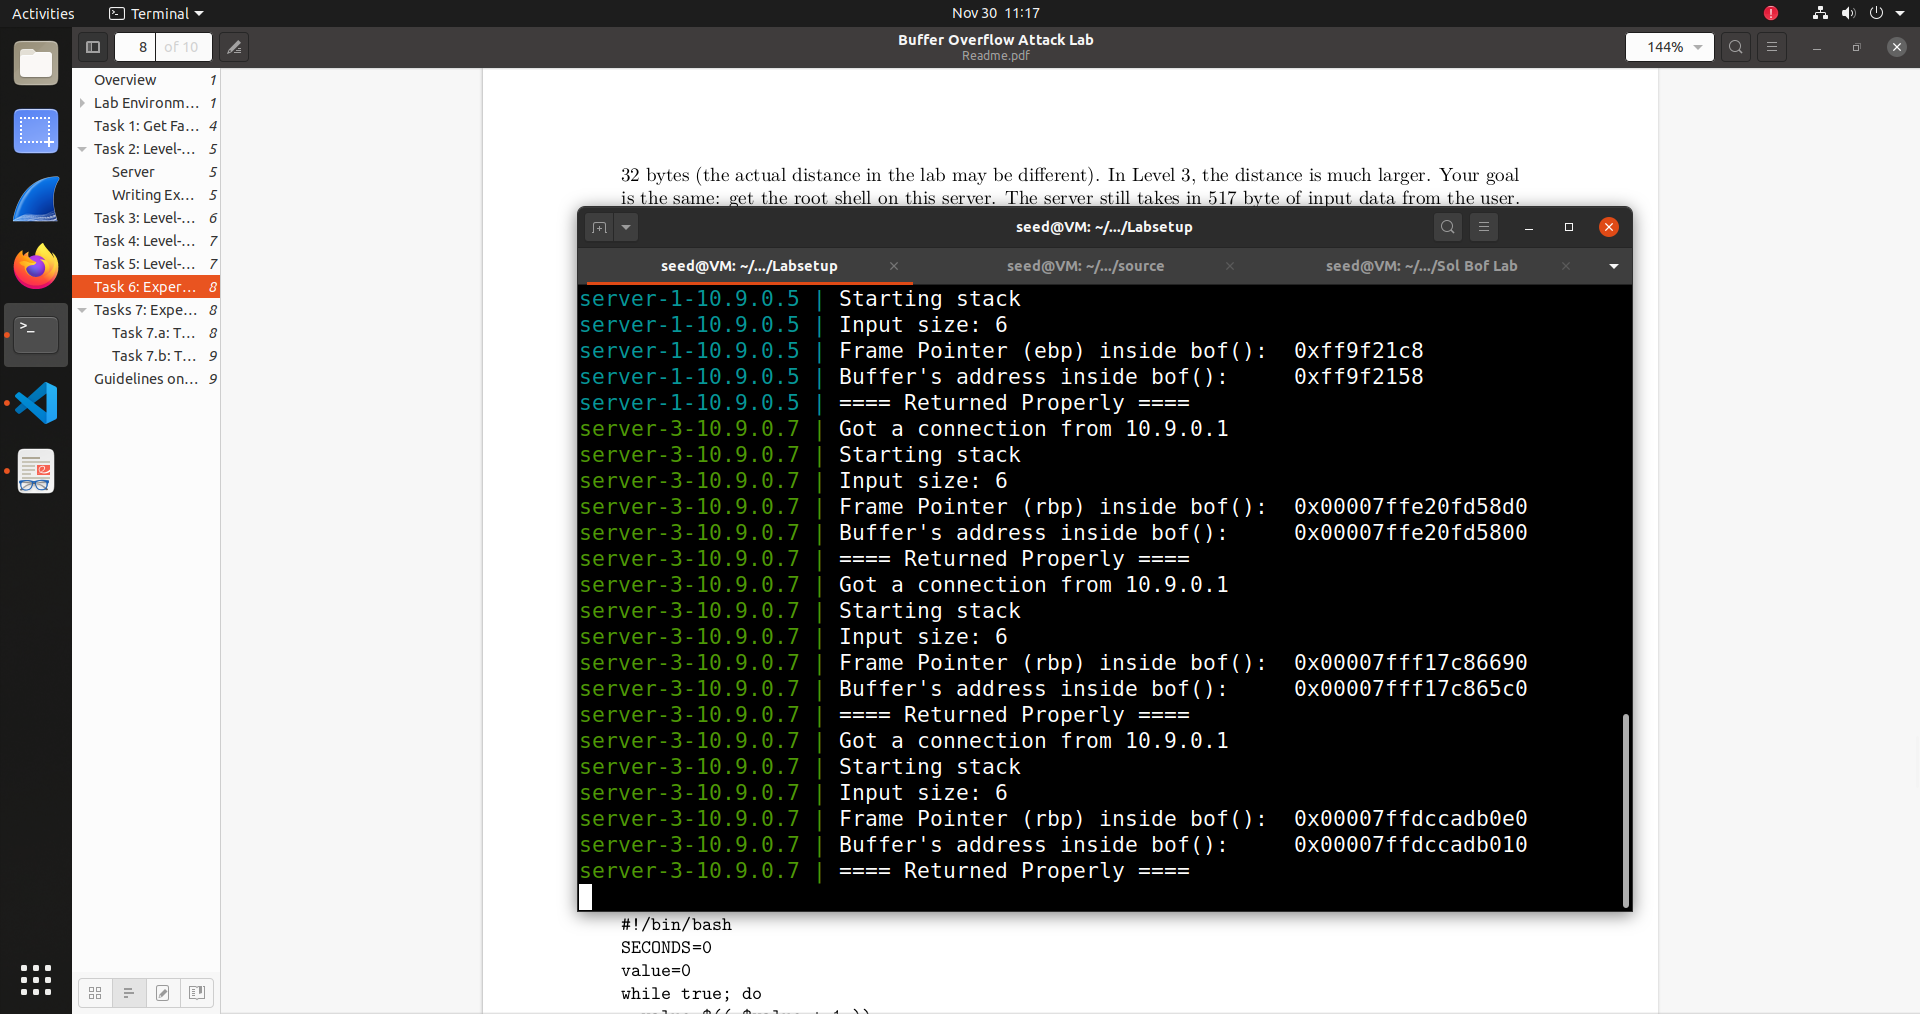 Activities
Terminal
Nov 30 11:17
8
of 10
Buffer Overflow Attack Lab
Readme.pdf
144%
Overview 1
Lab Environm... 1
Task 1: Get Fa... 4
Task 2: Level-... 5
Server 5
Writing Ex... 5
Task 3: Level-... 6
Task 4: Level-... 7
Task 5: Level-... 7
Task 6: Exper... 8
Tasks 7: Expe... 8
Task 7.a: T... 8
Task 7.b: T... 9
Guidelines on... 9
32 bytes (the actual distance in the lab may be different). In Level 3, the distance is much larger. Your goal
is the same: get the root shell on this server. The server still takes in 517 byte of input data from the user.
seed@VM: ~/.../Labsetup
seed@VM: ~/.../Labsetup
seed@VM: ~/.../source
seed@VM: ~/.../Sol Bof Lab
server-1-10.9.0.5 | Starting stack
server-1-10.9.0.5 | Input size: 6
server-1-10.9.0.5 | Frame Pointer (ebp) inside bof():  0xff9f21c8
server-1-10.9.0.5 | Buffer's address inside bof():     0xff9f2158
server-1-10.9.0.5 | ==== Returned Properly ====
server-3-10.9.0.7 | Got a connection from 10.9.0.1
server-3-10.9.0.7 | Starting stack
server-3-10.9.0.7 | Input size: 6
server-3-10.9.0.7 | Frame Pointer (rbp) inside bof():  0x00007ffe20fd58d0
server-3-10.9.0.7 | Buffer's address inside bof():     0x00007ffe20fd5800
server-3-10.9.0.7 | ==== Returned Properly ====
server-3-10.9.0.7 | Got a connection from 10.9.0.1
server-3-10.9.0.7 | Starting stack
server-3-10.9.0.7 | Input size: 6
server-3-10.9.0.7 | Frame Pointer (rbp) inside bof():  0x00007fff17c86690
server-3-10.9.0.7 | Buffer's address inside bof():     0x00007fff17c865c0
server-3-10.9.0.7 | ==== Returned Properly ====
server-3-10.9.0.7 | Got a connection from 10.9.0.1
server-3-10.9.0.7 | Starting stack
server-3-10.9.0.7 | Input size: 6
server-3-10.9.0.7 | Frame Pointer (rbp) inside bof():  0x00007ffdccadb0e0
server-3-10.9.0.7 | Buffer's address inside bof():     0x00007ffdccadb010
server-3-10.9.0.7 | ==== Returned Properly ====
#!/bin/bash
SECONDS=0
value=0
while true; do